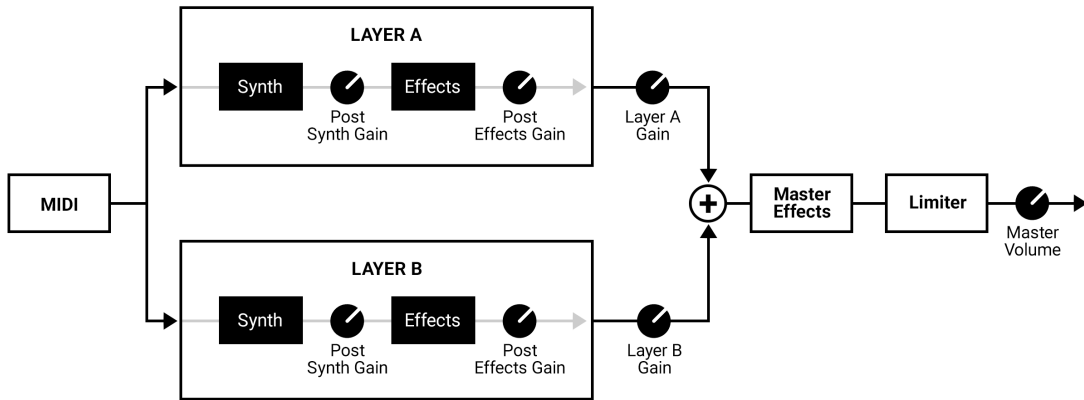 LAYER A
Synth
Effects
Post
Synth Gain
Post
Effects Gain
Layer A
Gain
MIDI
Master
Effects
Limiter
Master
Volume
LAYER B
Synth
Effects
Post
Synth Gain
Post
Effects Gain
Layer B
Gain